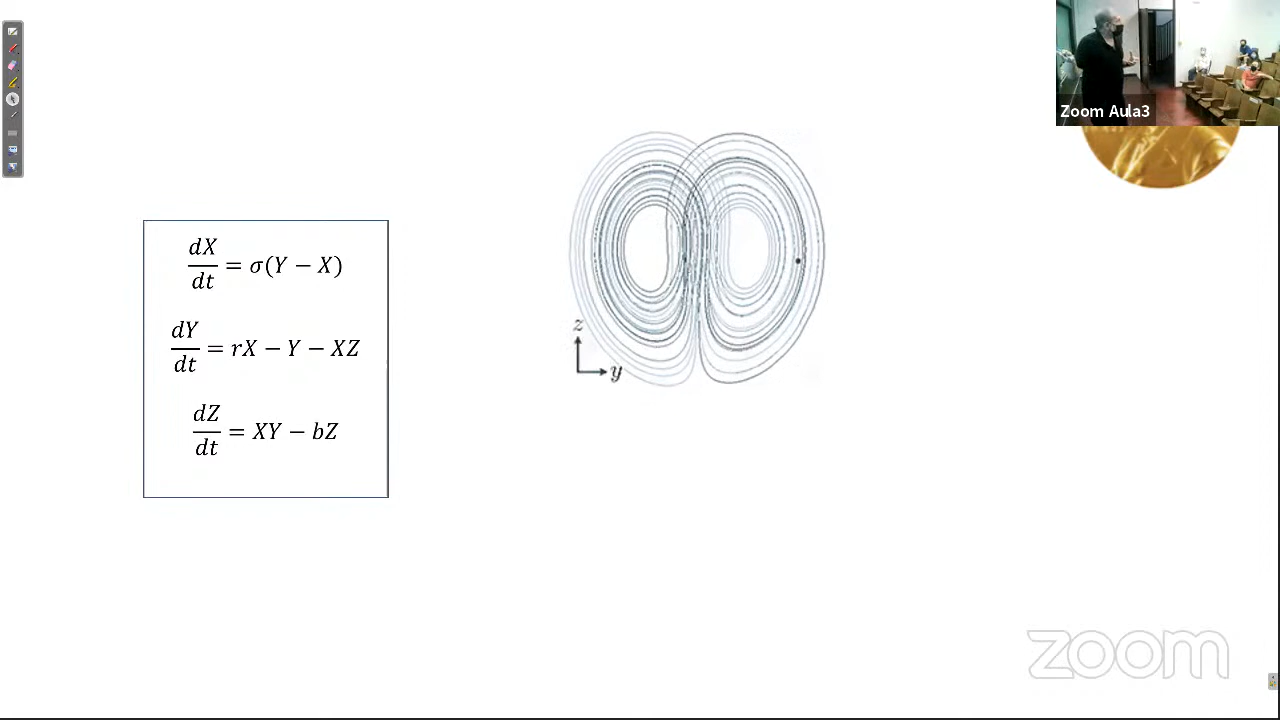 Zoom Aula3
dX/dt = σ(Y − X)
dY/dt = rX − Y − XZ
dZ/dt = XY − bZ
z
y
zoom